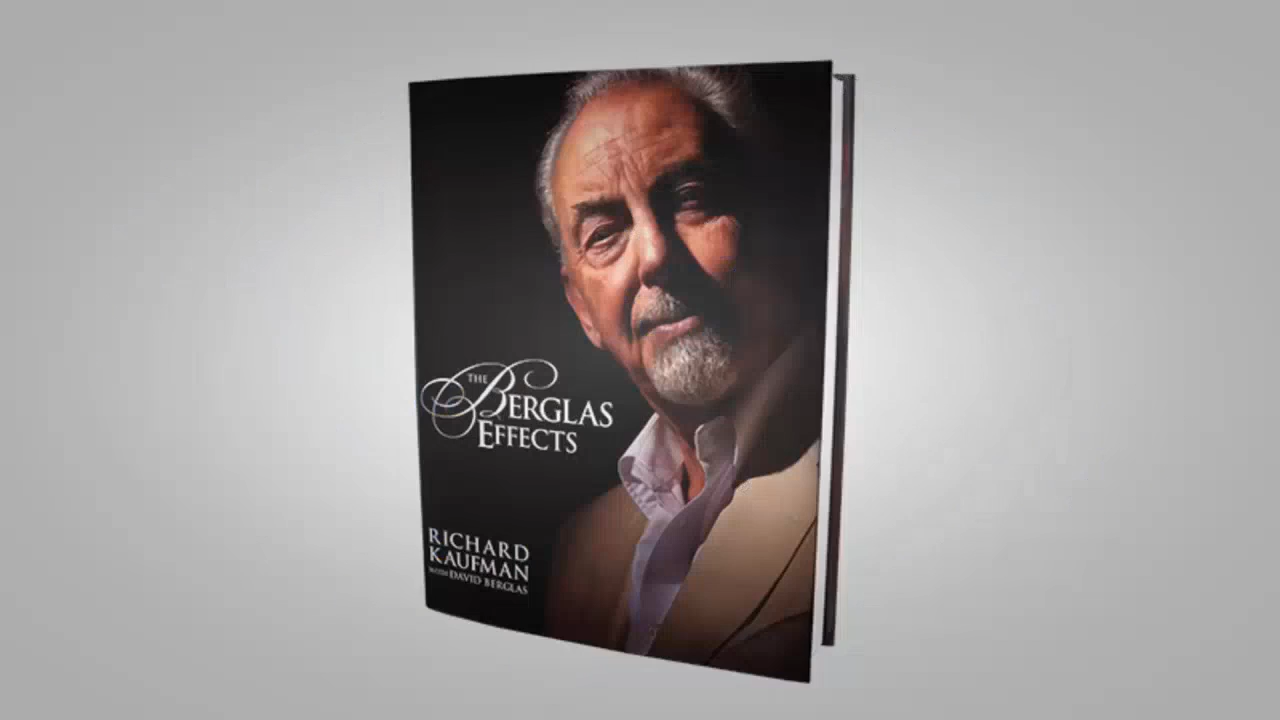 THE
BERGLAS
EFFECTS
RICHARD
KAUFMAN
WITH DAVID BERGLAS